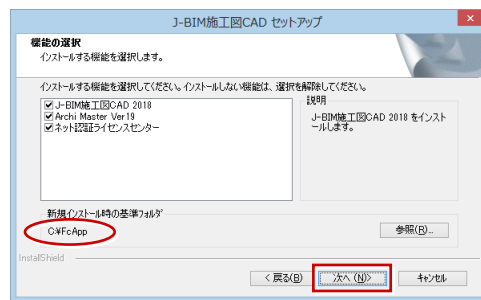 J-BIM施工図CAD セットアップ
×
機能の選択
インストールする機能を選択します。
インストールする機能を選択してください。インストールしない機能は、選択を解除してください。
J-BIM施工図CAD 2018
Archi Master Ver19
ネット認証ライセンスセンター
説明
J-BIM施工図CAD 2018 をインスト
ールします。
新規インストール時の基準フォルダ
C:¥FcApp
参照(R)...
InstallShield
< 戻る(B)
次へ(N)>
キャンセル